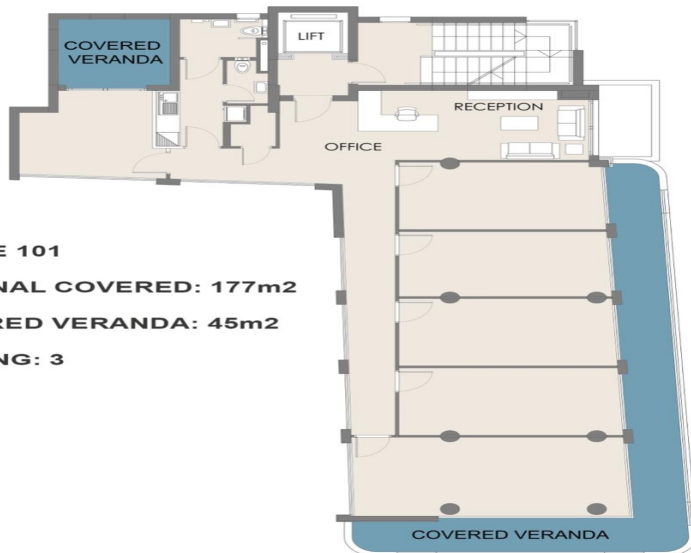 COVERED
VERANDA
LIFT
RECEPTION
OFFICE
E 101
NAL COVERED: 177m2
RED VERANDA: 45m2
NG: 3
COVERED VERANDA